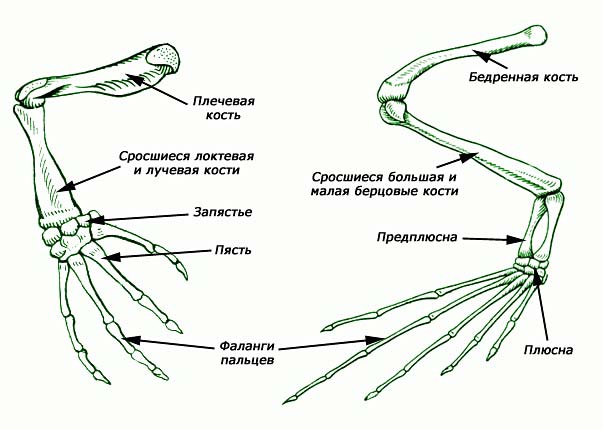 Плечевая
кость
Сросшиеся локтевая
и лучевая кости
Запястье
Пясть
Фаланги
пальцев
Бедренная кость
Сросшиеся большая и
малая берцовые кости
Предплюсна
Плюсна